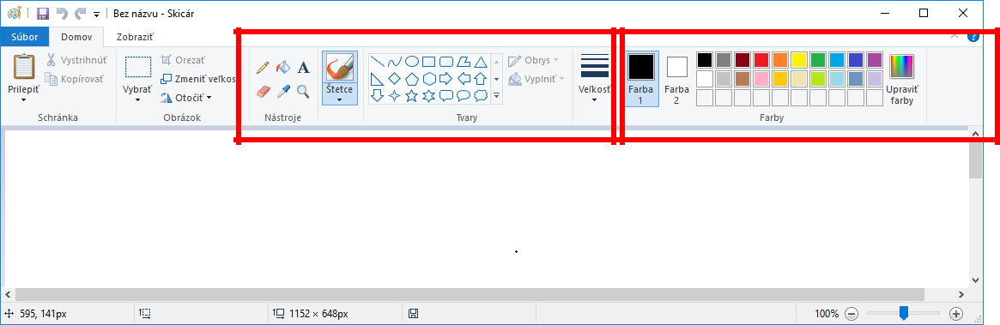 Bez názvu - Skicár
Súbor Domov Zobraziť
Prilepiť
Vystrihnúť
Kopírovať
Schránka
Vybrať
Orezať
Zmeniť veľkos
Otočiť
Obrázok
A
Nástroje
Štetce
Obrys
Vyplniť
Tvary
Veľkosť
Farba
1
Farba
2
Upraviť
farby
Farby
595, 141px
1152 × 648px
100%